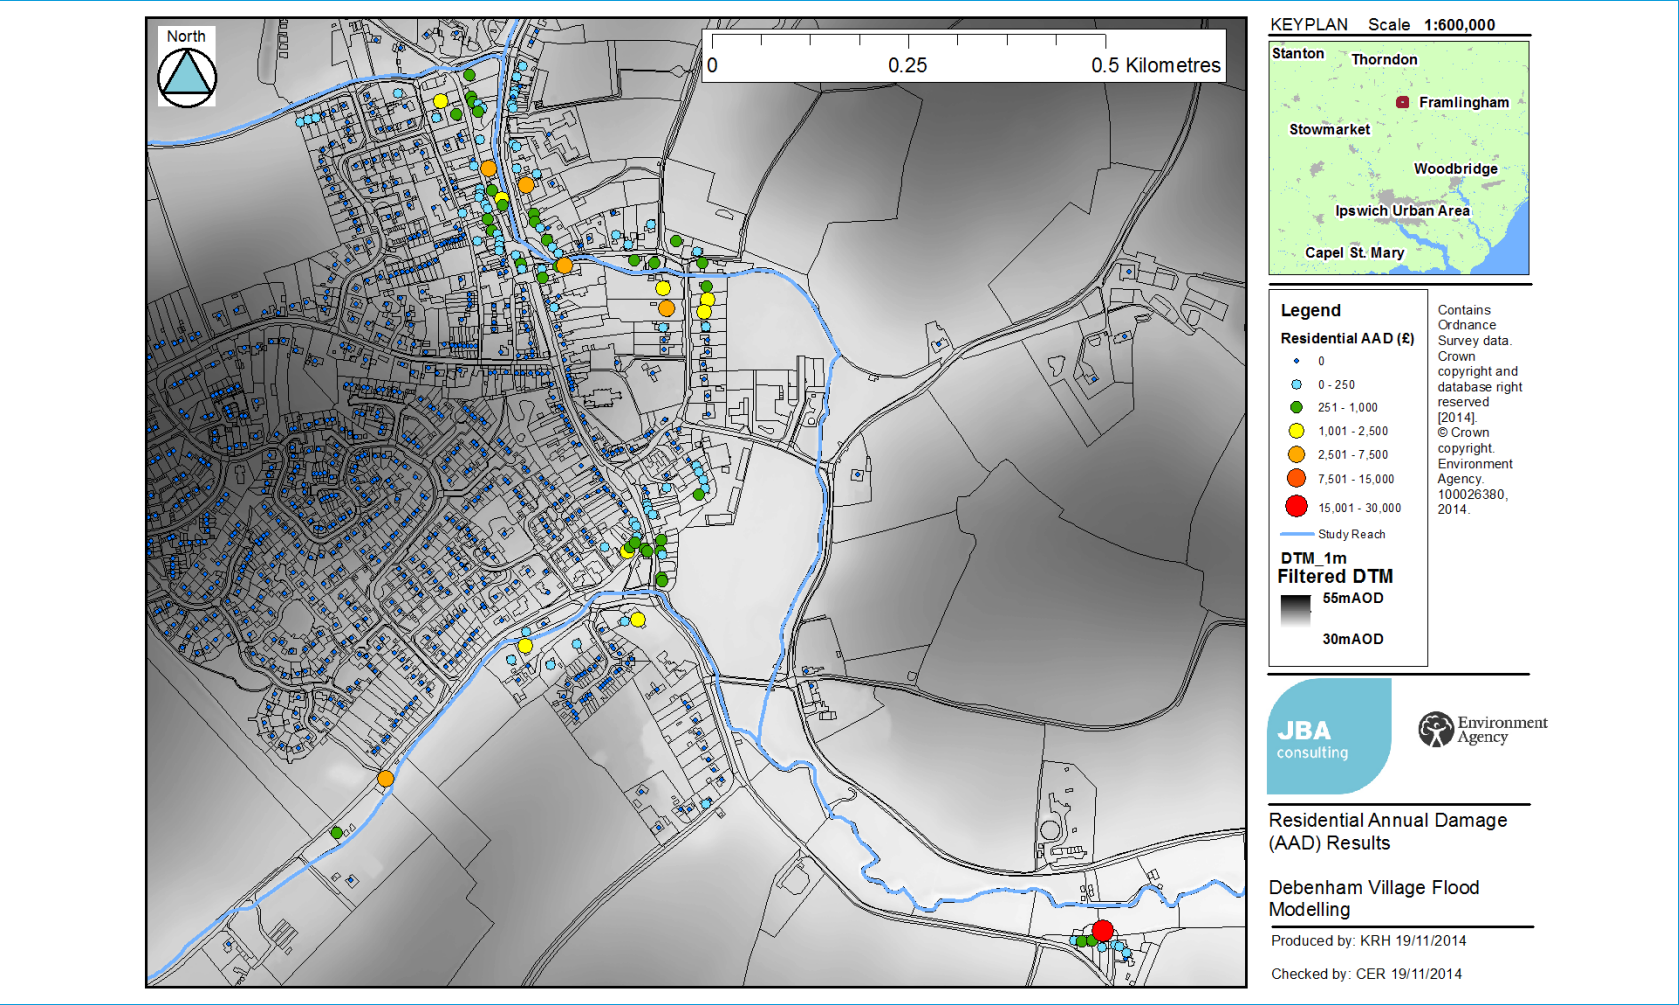 North
0 0.25 0.5 Kilometres
KEYPLAN Scale 1:600,000
Stanton
Thorndon
Framlingham
Stowmarket
Woodbridge
Ipswich Urban Area
Capel St. Mary
Legend
Residential AAD (£)
0
0 - 250
251 - 1,000
1,001 - 2,500
2,501 - 7,500
7,501 - 15,000
15,001 - 30,000
Study Reach
DTM_1m
Filtered DTM
55mAOD
30mAOD
Contains
Ordnance
Survey data.
Crown
copyright and
database right
reserved
[2014].
© Crown
copyright.
Environment
Agency.
100026380,
2014.
JBA
consulting
Environment
Agency
Residential Annual Damage
(AAD) Results
Debenham Village Flood
Modelling
Produced by: KRH 19/11/2014
Checked by: CER 19/11/2014